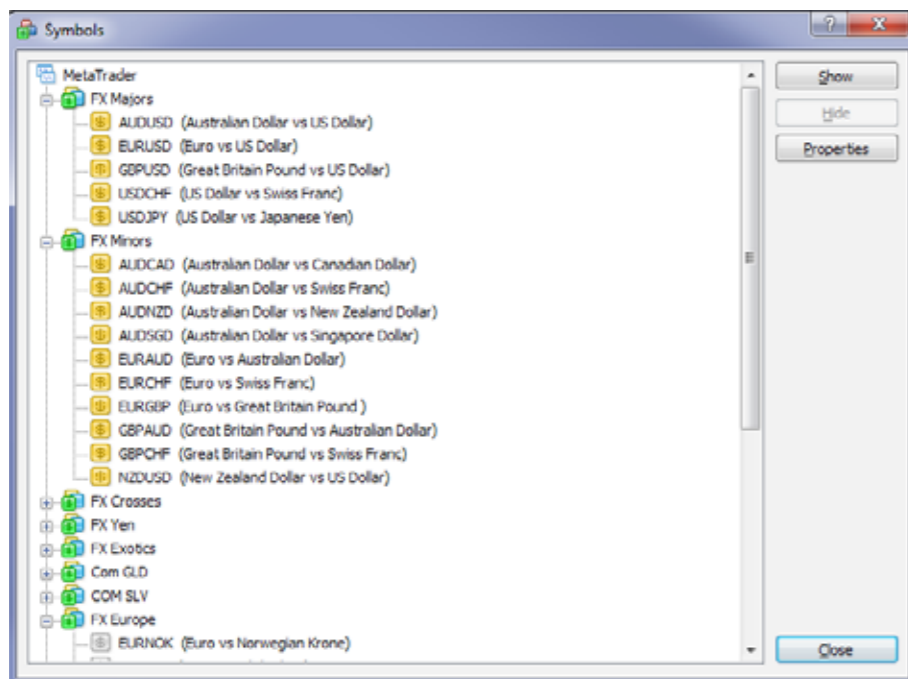 Symbols
MetaTrader
FX Majors
AUDUSD (Australian Dollar vs US Dollar)
EURUSD (Euro vs US Dollar)
GBPUSD (Great Britain Pound vs US Dollar)
USDCHF (US Dollar vs Swiss Franc)
USDJPY (US Dollar vs Japanese Yen)
FX Minors
AUDCAD (Australian Dollar vs Canadian Dollar)
AUDCHF (Australian Dollar vs Swiss Franc)
AUDNZD (Australian Dollar vs New Zealand Dollar)
AUDSGD (Australian Dollar vs Singapore Dollar)
EURAUD (Euro vs Australian Dollar)
EURCHF (Euro vs Swiss Franc)
EURGBP (Euro vs Great Britain Pound )
GBPAUD (Great Britain Pound vs Australian Dollar)
GBPCHF (Great Britain Pound vs Swiss Franc)
NZDUSD (New Zealand Dollar vs US Dollar)
FX Crosses
FX Yen
FX Exotics
Com GLD
COM SLV
FX Europe
EURNOK (Euro vs Norwegian Krone)
Show
Hide
Properties
Close